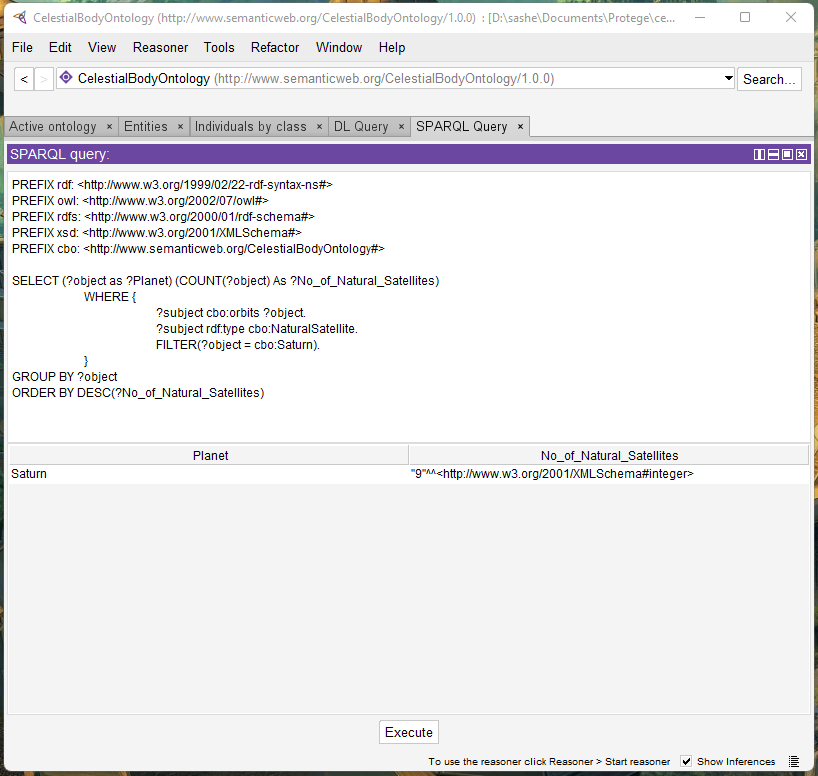 CelestialBodyOntology (http://www.semanticweb.org/CelestialBodyOntology/1.0.0) : [D:\sashe\Documents\Protege\ce...
File Edit View Reasoner Tools Refactor Window Help
< > CelestialBodyOntology (http://www.semanticweb.org/CelestialBodyOntology/1.0.0) Search...
Active ontology × Entities × Individuals by class × DL Query × SPARQL Query ×
SPARQL query:
PREFIX rdf: <http://www.w3.org/1999/02/22-rdf-syntax-ns#>
PREFIX owl: <http://www.w3.org/2002/07/owl#>
PREFIX rdfs: <http://www.w3.org/2000/01/rdf-schema#>
PREFIX xsd: <http://www.w3.org/2001/XMLSchema#>
PREFIX cbo: <http://www.semanticweb.org/CelestialBodyOntology#>
SELECT (?object as ?Planet) (COUNT(?object) As ?No_of_Natural_Satellites)
WHERE {
?subject cbo:orbits ?object.
?subject rdf:type cbo:NaturalSatellite.
FILTER(?object = cbo:Saturn).
}
GROUP BY ?object
ORDER BY DESC(?No_of_Natural_Satellites)
Planet No_of_Natural_Satellites
Saturn "9"^^<http://www.w3.org/2001/XMLSchema#integer>
Execute
To use the reasoner click Reasoner > Start reasoner Show Inferences